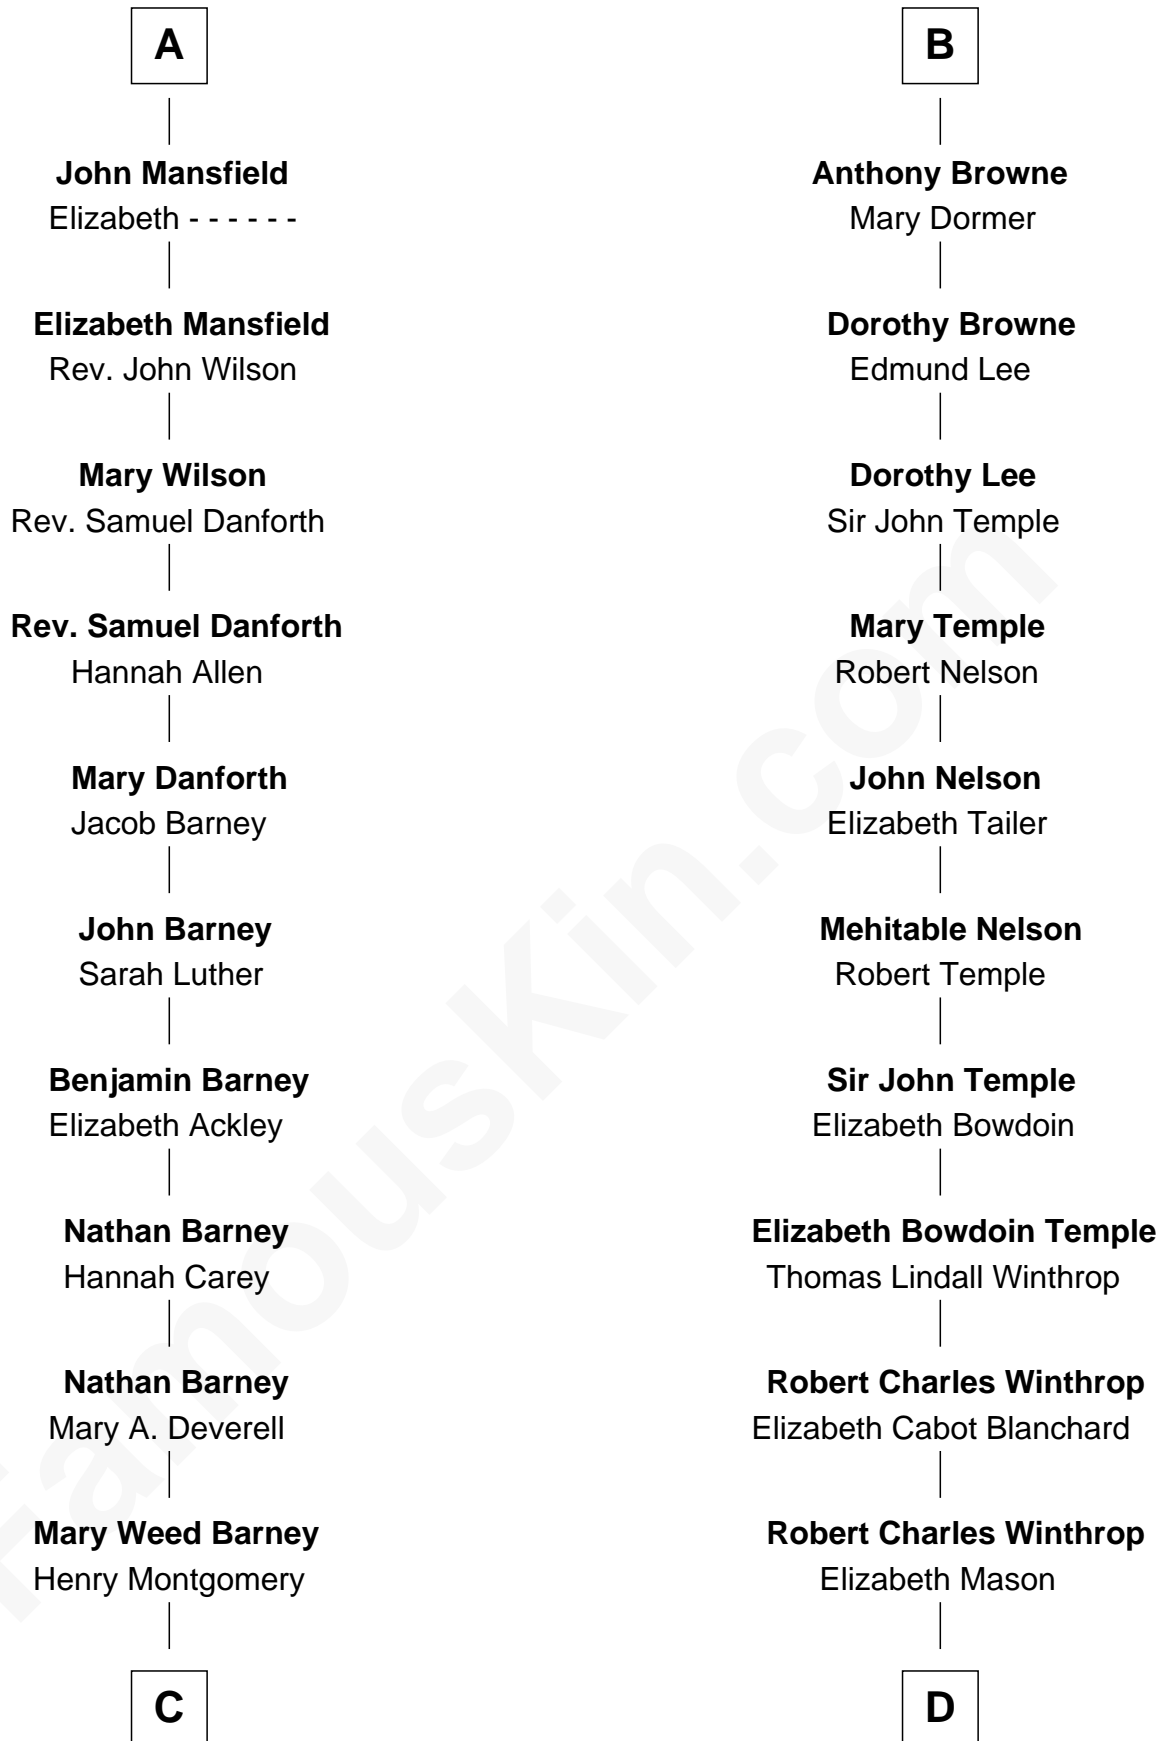 A
John Mansfield
Elizabeth - - - - - -
Elizabeth Mansfield
Rev. John Wilson
Mary Wilson
Rev. Samuel Danforth
Rev. Samuel Danforth
Hannah Allen
Mary Danforth
Jacob Barney
John Barney
Sarah Luther
Benjamin Barney
Elizabeth Ackley
Nathan Barney
Hannah Carey
Nathan Barney
Mary A. Deverell
Mary Weed Barney
Henry Montgomery
C
B
Anthony Browne
Mary Dormer
Dorothy Browne
Edmund Lee
Dorothy Lee
Sir John Temple
Mary Temple
Robert Nelson
John Nelson
Elizabeth Tailer
Mehitable Nelson
Robert Temple
Sir John Temple
Elizabeth Bowdoin
Elizabeth Bowdoin Temple
Thomas Lindall Winthrop
Robert Charles Winthrop
Elizabeth Cabot Blanchard
Robert Charles Winthrop
Elizabeth Mason
D
FamousKin.com